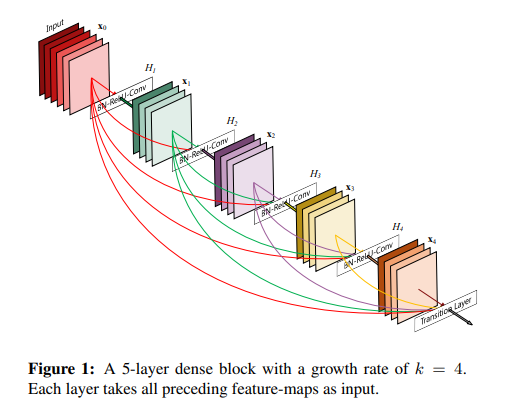 Input
x₀
BN-ReLU-Conv
H₁
x₁
BN-ReLU-Conv
H₂
x₂
BN-ReLU-Conv
H₃
x₃
BN-ReLU-Conv
H₄
x₄
Transition Layer
Figure 1: A 5-layer dense block with a growth rate of k = 4.
Each layer takes all preceding feature-maps as input.